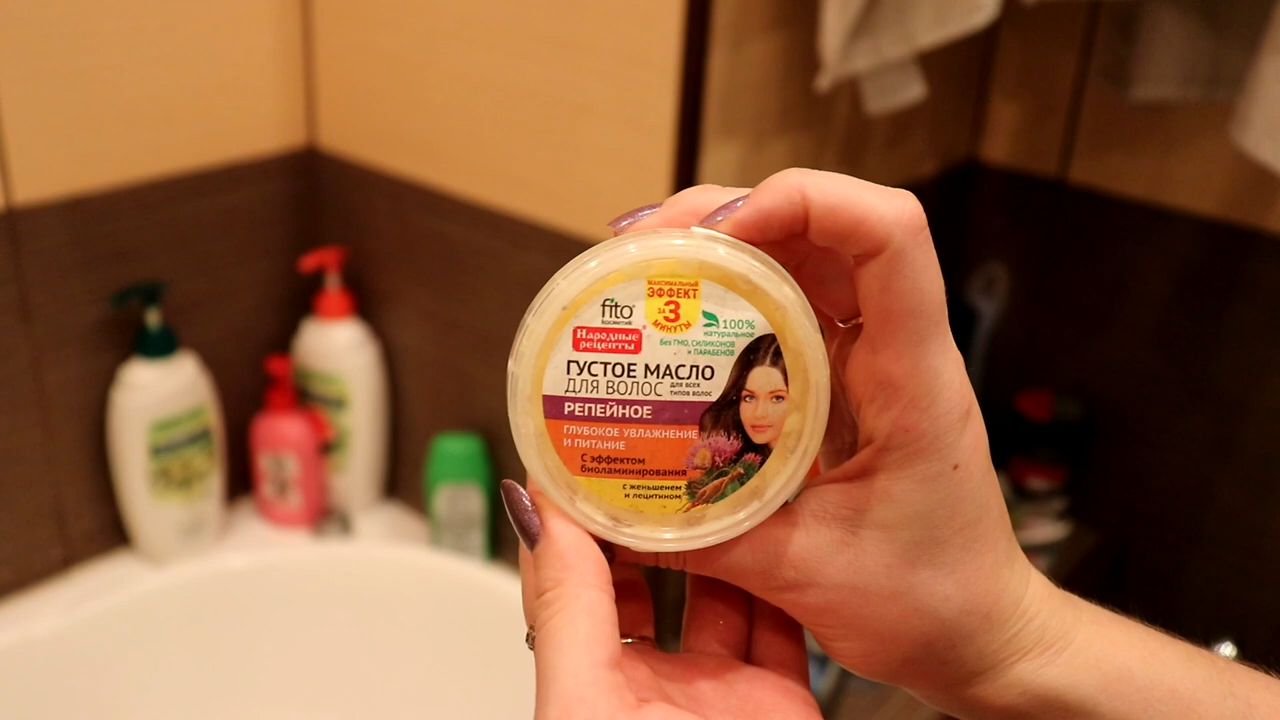 МАКСИМАЛЬНЫЙ
ЭФФЕКТ
ЗА
3
МИНУТЫ
fito
косметик
Народные
рецепты
100%
натуральное
Без ГМО, СИЛИКОНОВ
и ПАРАБЕНОВ
ГУСТОЕ МАСЛО
ДЛЯ ВОЛОС
для всех
типов волос
РЕПЕЙНОЕ
ГЛУБОКОЕ УВЛАЖНЕНИЕ
И ПИТАНИЕ
С эффектом
биоламинирования
с женьшенем
и лецитином